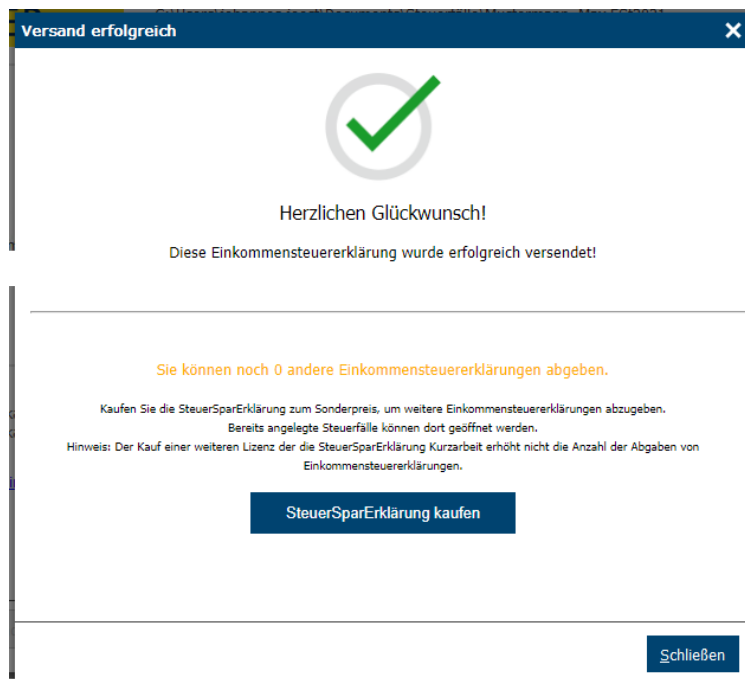 Versand erfolgreich
Herzlichen Glückwunsch!
Diese Einkommensteuererklärung wurde erfolgreich versendet!
Sie können noch 0 andere Einkommensteuererklärungen abgeben.
Kaufen Sie die SteuerSparErklärung zum Sonderpreis, um weitere Einkommensteuererklärungen abzugeben.
Bereits angelegte Steuerfälle können dort geöffnet werden.
Hinweis: Der Kauf einer weiteren Lizenz der die SteuerSparErklärung Kurzarbeit erhöht nicht die Anzahl der Abgaben von
Einkommensteuererklärungen.
SteuerSparErklärung kaufen
Schließen